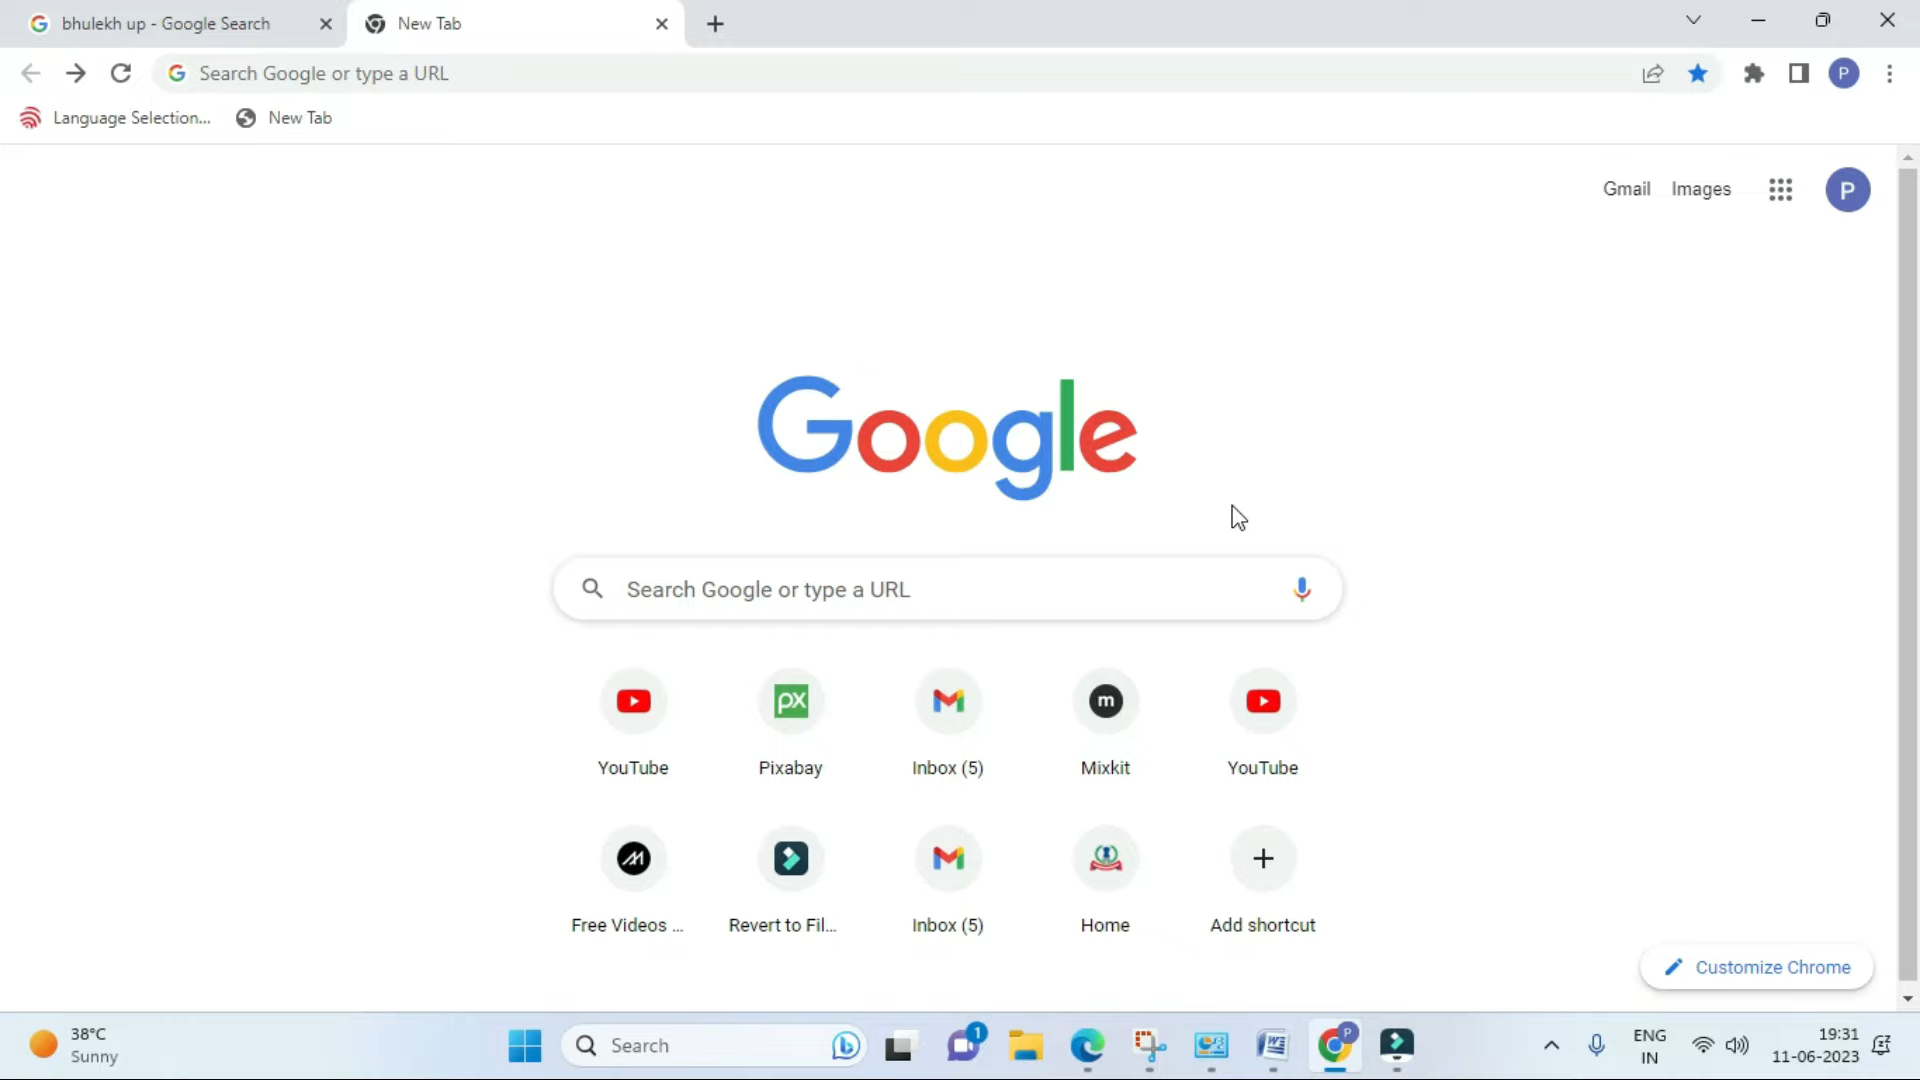 bhulekh up - Google Search
New Tab
Search Google or type a URL
P
Language Selection...
New Tab
Gmail Images P
Google
Search Google or type a URL
YouTube Pixabay Inbox (5) Mixkit YouTube
Free Videos ... Revert to Fil... Inbox (5) Home Add shortcut
Customize Chrome
38°C
Sunny
Search
1
P
ENG
IN
19:31
11-06-2023